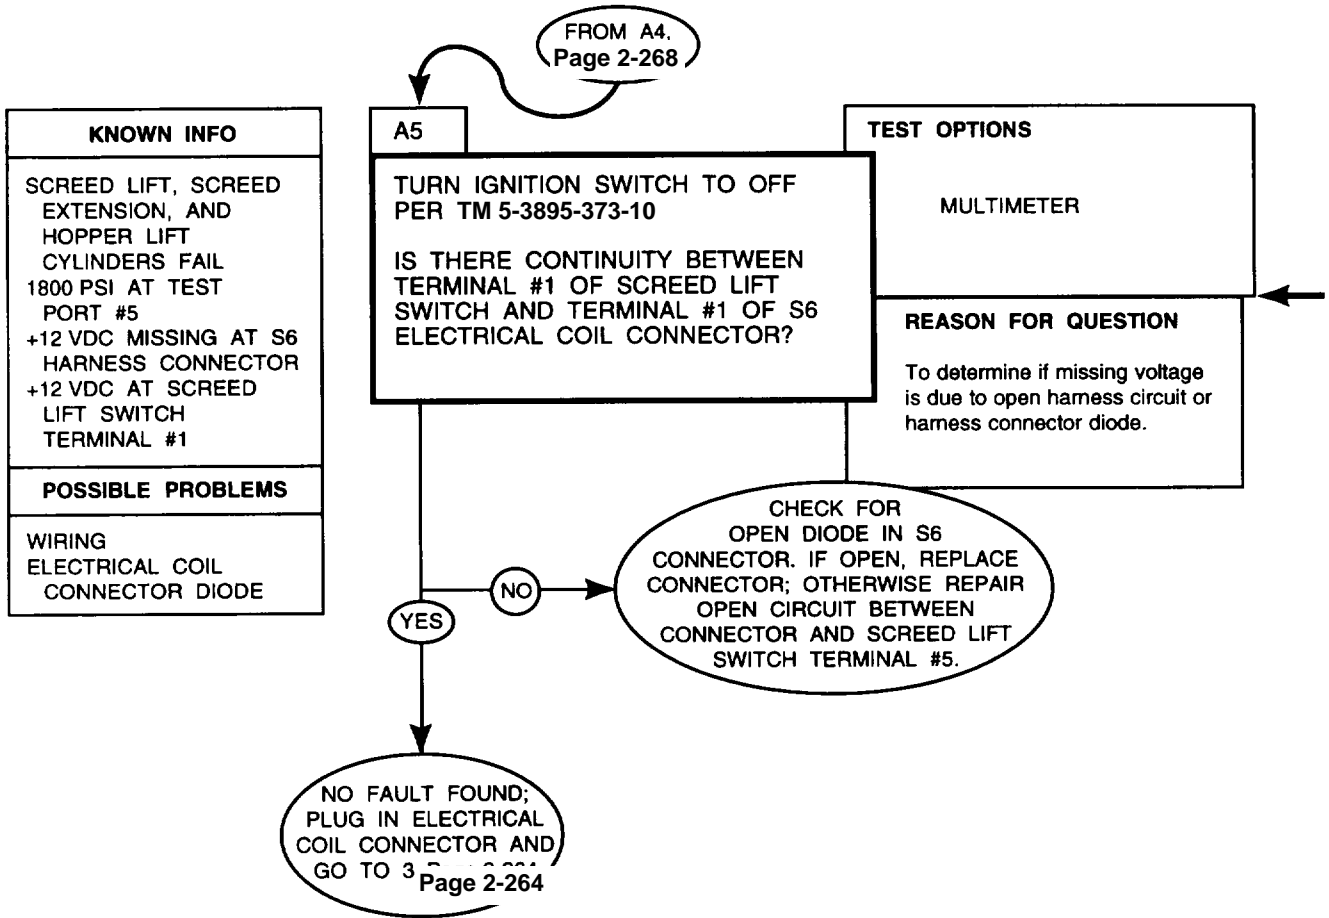 FROM A4,
Page 2-268
KNOWN INFO
SCREED LIFT, SCREED
EXTENSION, AND
HOPPER LIFT
CYLINDERS FAIL
1800 PSI AT TEST
PORT #5
+12 VDC MISSING AT S6
HARNESS CONNECTOR
+12 VDC AT SCREED
LIFT SWITCH
TERMINAL #1
POSSIBLE PROBLEMS
WIRING
ELECTRICAL COIL
CONNECTOR DIODE
A5
TURN IGNITION SWITCH TO OFF
PER TM 5-3895-373-10
IS THERE CONTINUITY BETWEEN
TERMINAL #1 OF SCREED LIFT
SWITCH AND TERMINAL #1 OF S6
ELECTRICAL COIL CONNECTOR?
TEST OPTIONS
MULTIMETER
REASON FOR QUESTION
To determine if missing voltage
is due to open harness circuit or
harness connector diode.
NO
CHECK FOR
OPEN DIODE IN S6
CONNECTOR. IF OPEN, REPLACE
CONNECTOR; OTHERWISE REPAIR
OPEN CIRCUIT BETWEEN
CONNECTOR AND SCREED LIFT
SWITCH TERMINAL #5.
YES
NO FAULT FOUND;
PLUG IN ELECTRICAL
COIL CONNECTOR AND
GO TO 3
Page 2-264